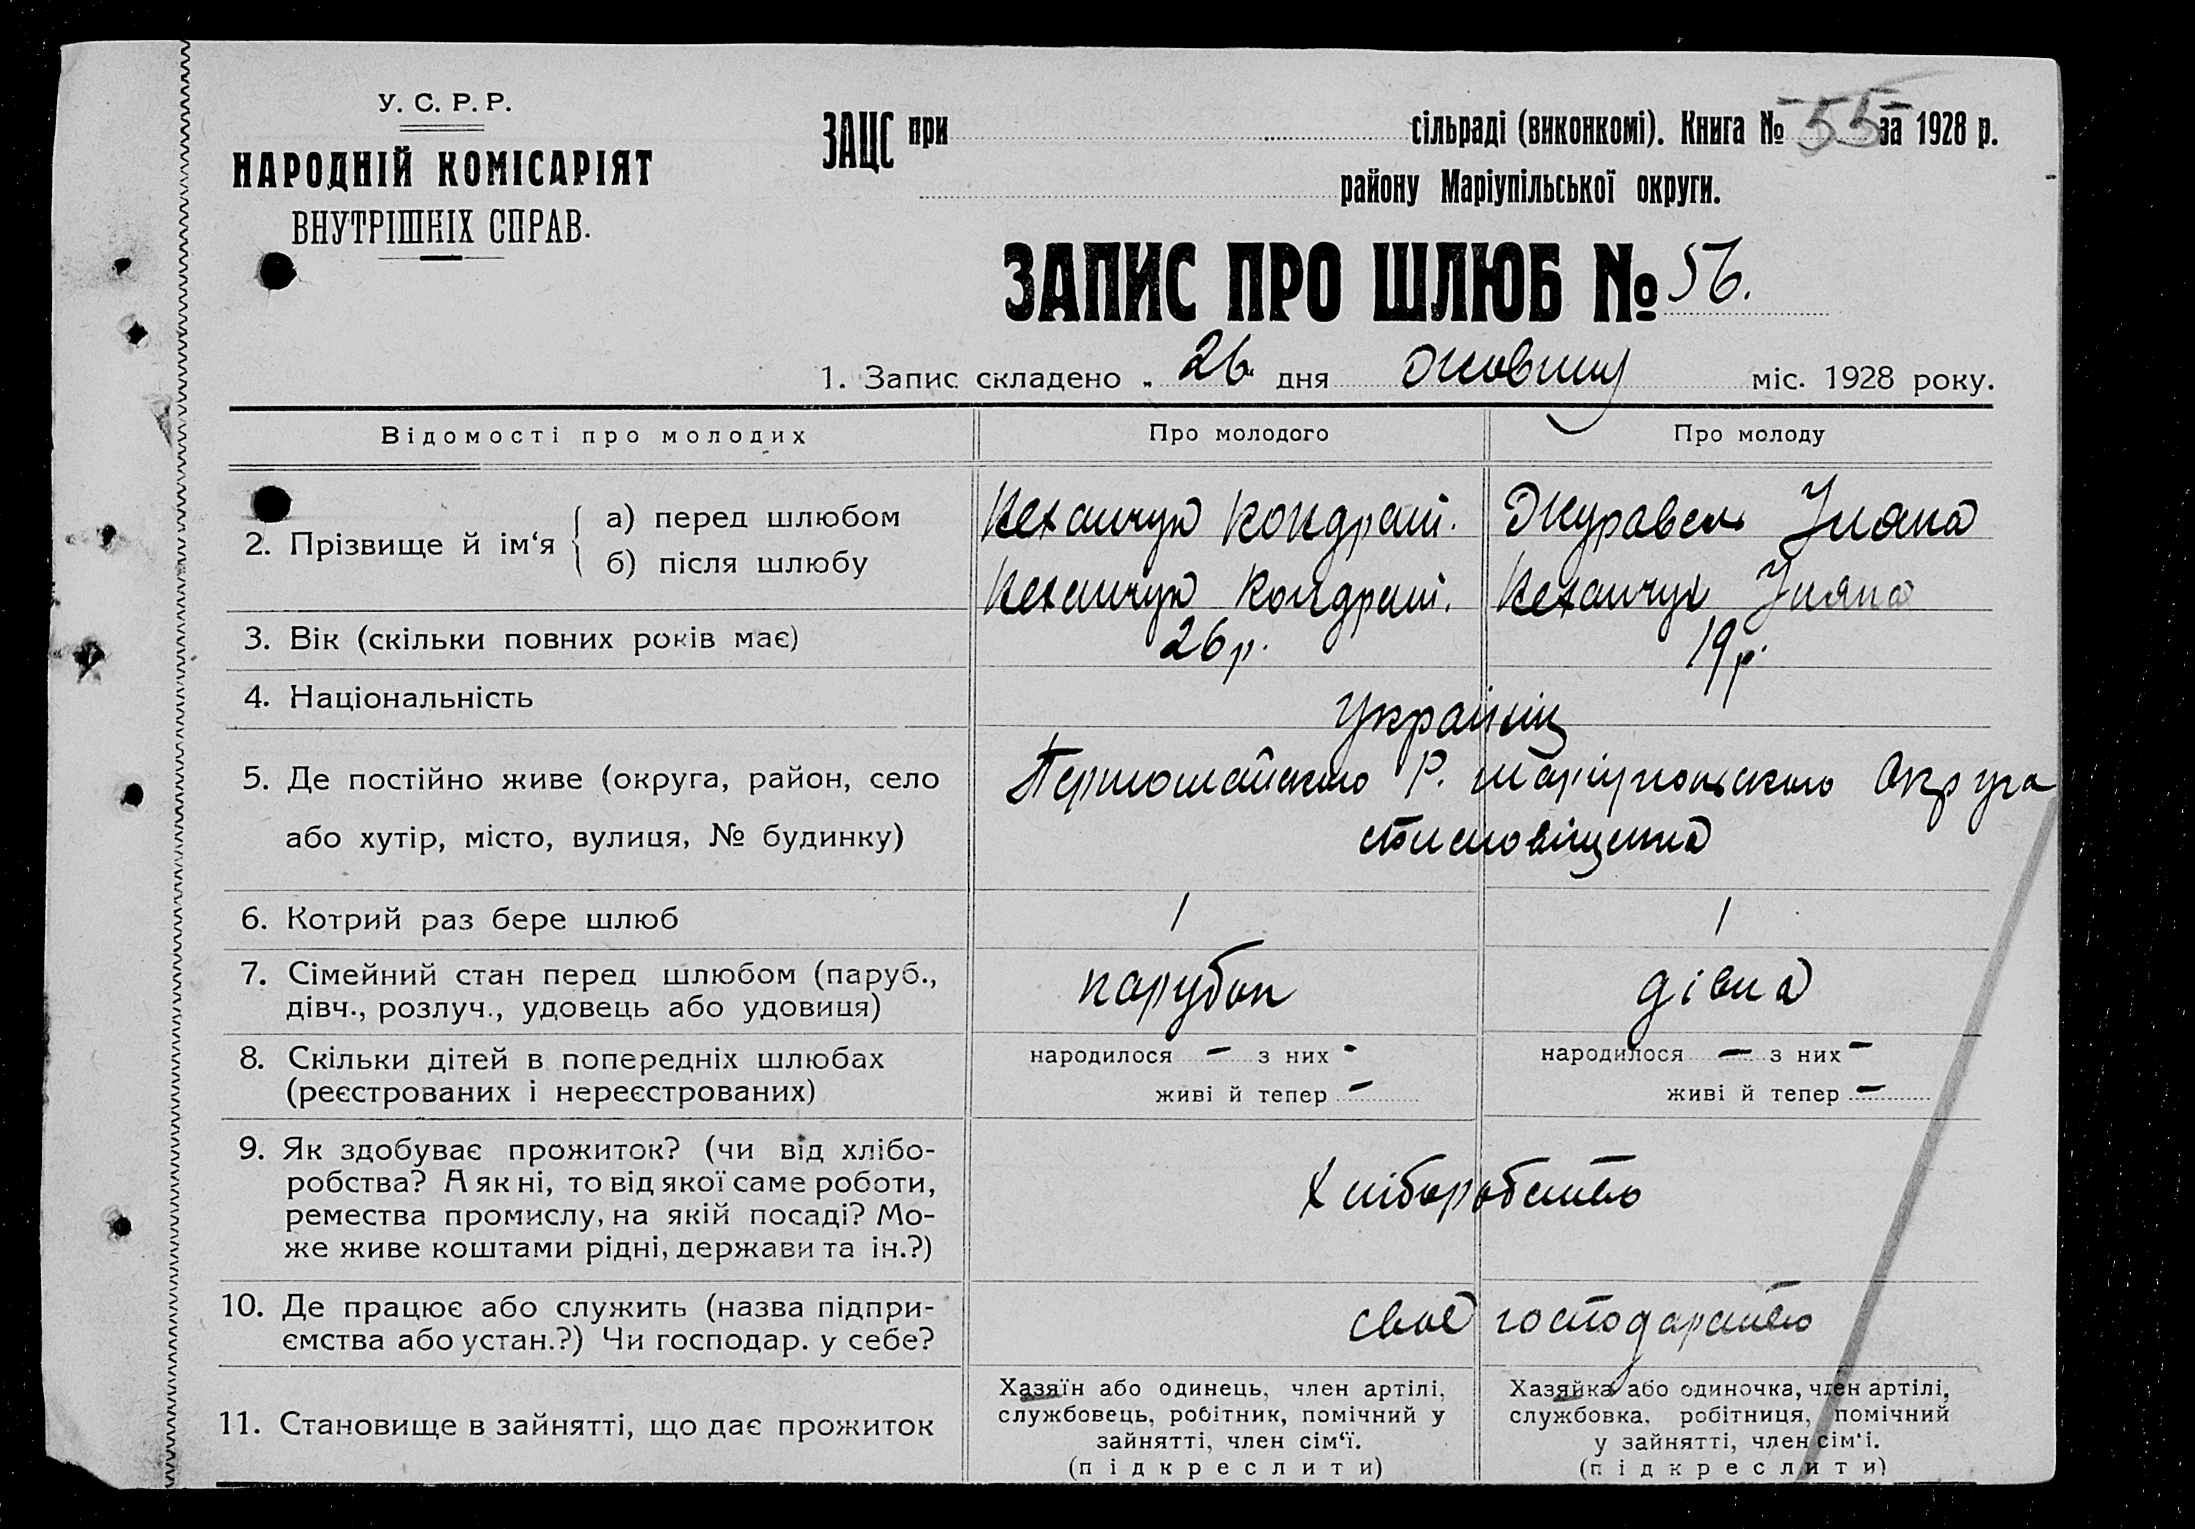 У. С. Р. Р.
НАРОДНІЙ КОМІСАРІЯТ
ВНУТРІШНІХ СПРАВ.
ЗАЦС при сільраді (виконкомі). Книга № 55 за 1928 р.
району Маріупільської округи.
ЗАПИС ПРО ШЛЮБ № 56.
1. Запис складено „ 26 дня Жовтня міс. 1928 року.
Відомості про молодих Про молодого Про молоду
2. Прізвище й ім‘я
а) перед шлюбом Кондрат. Журавель Уляна
б) після шлюбу Кондрат. Уляна
3. Вік (скільки повних років має) 26 р. 19 р.
4. Національність Українці
5. Де постійно живе (округа, район, село Р. Округа
або хутір, місто, вулиця, № будинку)
6. Котрий раз бере шлюб 1 1
7. Сімейний стан перед шлюбом (паруб., парубок дівка
дівч., розлуч., удовець або удовиця)
8. Скільки дітей в попередніх шлюбах народилося – з них – народилося – з них –
(реєстрованих і нереєстрованих) живі й тепер – живі й тепер –
9. Як здобуває прожиток? (чи від хлібо-
робства? А як ні, то від якої саме роботи, Хліборобство
ремества промислу, на якій посаді? Мо-
же живе коштами рідні, держави та ін.?)
10. Де працює або служить (назва підпри- своє господарство
ємства або устан.?) Чи господар. у себе?
11. Становище в зайнятті, що дає прожиток
Хазяїн або одинець, член артілі,
службовець, робітник, помічний у
зайнятті, член сім‘ї.
(підкреслити)
Хазяйка або одиночка, член артілі,
службовка, робітниця, помічний
у зайнятті, член сім‘і.
(підкреслити)